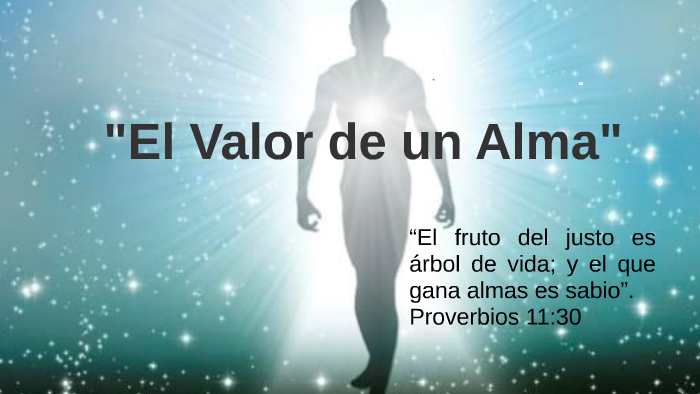 "El Valor de un Alma"
“El fruto del justo es
árbol de vida; y el que
gana almas es sabio”.
Proverbios 11:30